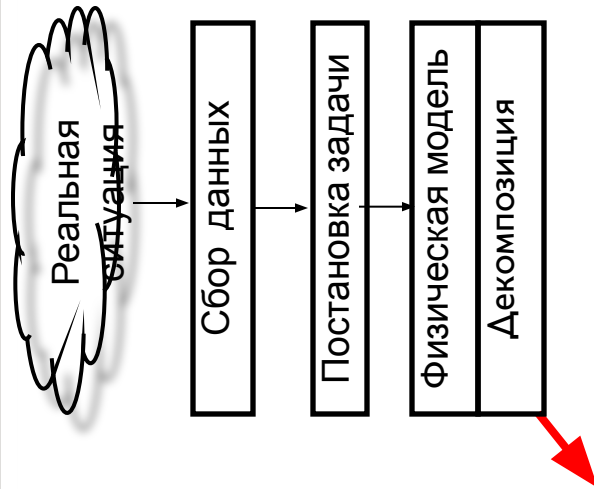 Реальная
ситуация
Сбор данных
Постановка задачи
Физическая модель
Декомпозиция